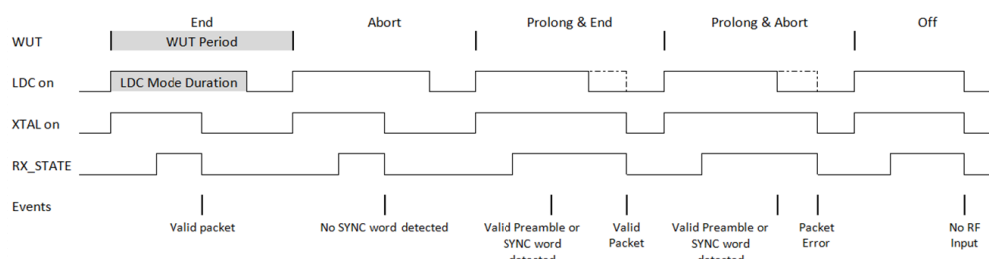 End Abort Prolong & End Prolong & Abort Off
WUT WUT Period
LDC on LDC Mode Duration
XTAL on
RX_STATE
Events
Valid packet No SYNC word detected Valid Preamble or Valid Valid Preamble or Packet No RF
SYNC word Packet SYNC word Error Input
detected detected